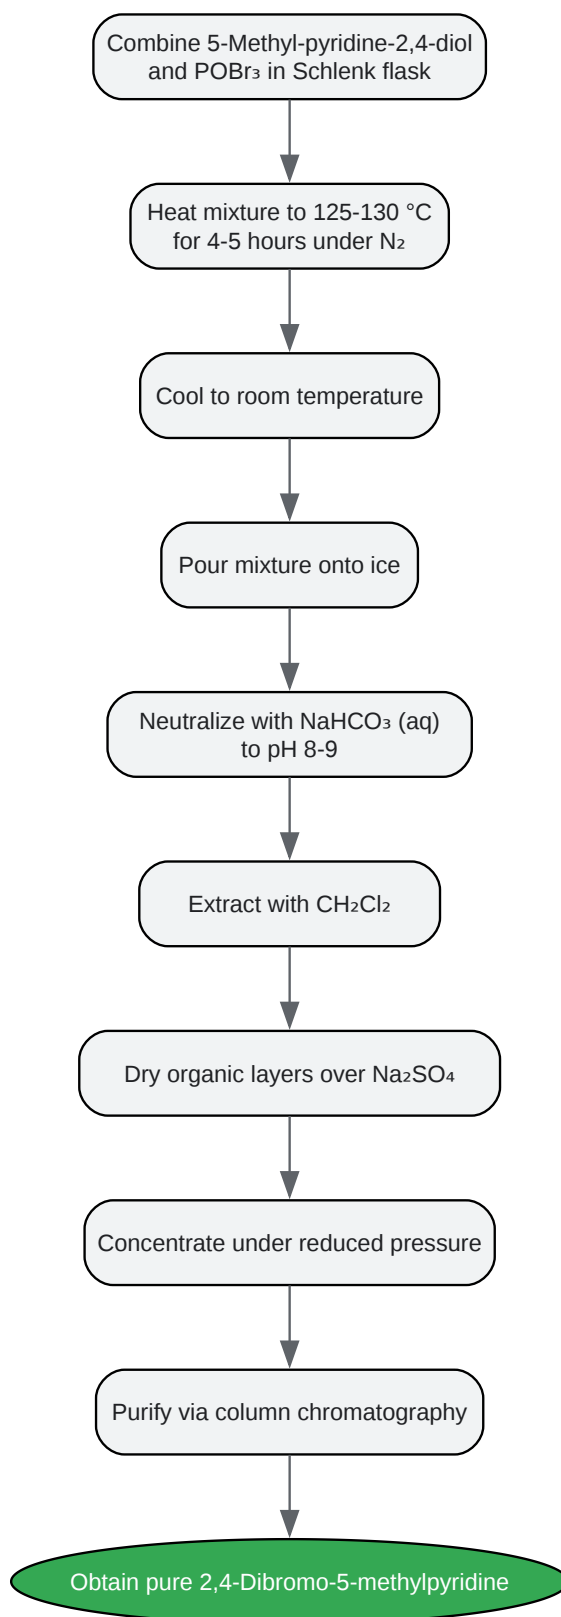 Combine 5-Methyl-pyridine-2,4-diol
and POBr₃ in Schlenk flask
Heat mixture to 125-130 °C
for 4-5 hours under N₂
Cool to room temperature
Pour mixture onto ice
Neutralize with NaHCO₃ (aq)
to pH 8-9
Extract with CH₂Cl₂
Dry organic layers over Na₂SO₄
Concentrate under reduced pressure
Purify via column chromatography
Obtain pure 2,4-Dibromo-5-methylpyridine